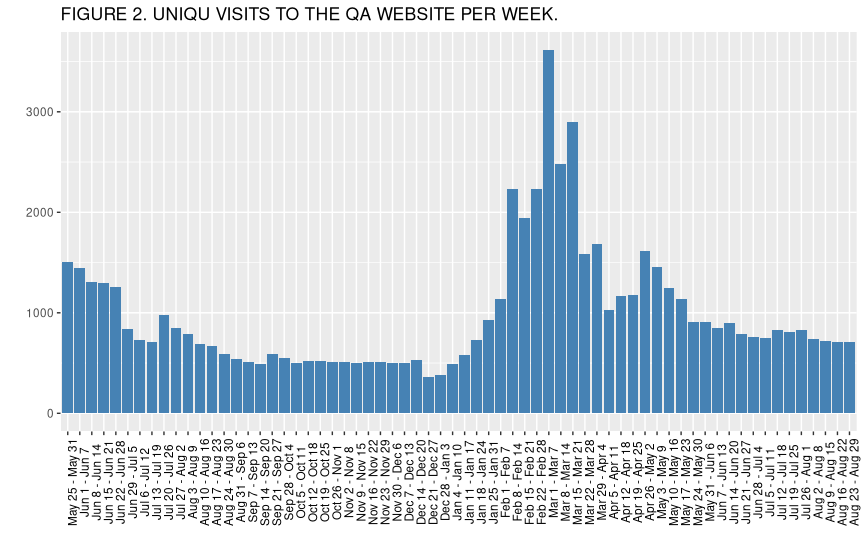 FIGURE 2. UNIQU VISITS TO THE QA WEBSITE PER WEEK.
3000
2000
1000
0
May 25 - May 31
Jun 1 - Jun 7
Jun 8 - Jun 14
Jun 15 - Jun 21
Jun 22 - Jun 28
Jun 29 - Jul 5
Jul 6 - Jul 12
Jul 13 - Jul 19
Jul 20 - Jul 26
Jul 27 - Aug 2
Aug 3 - Aug 9
Aug 10 - Aug 16
Aug 17 - Aug 23
Aug 24 - Aug 30
Aug 31 - Sep 6
Sep 7 - Sep 13
Sep 14 - Sep 20
Sep 21 - Sep 27
Sep 28 - Oct 4
Oct 5 - Oct 11
Oct 12 - Oct 18
Oct 19 - Oct 25
Oct 26 - Nov 1
Nov 2 - Nov 8
Nov 9 - Nov 15
Nov 16 - Nov 22
Nov 23 - Nov 29
Nov 30 - Dec 6
Dec 7 - Dec 13
Dec 14 - Dec 20
Dec 21 - Dec 27
Dec 28 - Jan 3
Jan 4 - Jan 10
Jan 11 - Jan 17
Jan 18 - Jan 24
Jan 25 - Jan 31
Feb 1 - Feb 7
Feb 8 - Feb 14
Feb 15 - Feb 21
Feb 22 - Feb 28
Mar 1 - Mar 7
Mar 8 - Mar 14
Mar 15 - Mar 21
Mar 22 - Mar 28
Mar 29 - Apr 4
Apr 5 - Apr 11
Apr 12 - Apr 18
Apr 19 - Apr 25
Apr 26 - May 2
May 3 - May 9
May 10 - May 16
May 17 - May 23
May 24 - May 30
May 31 - Jun 6
Jun 7 - Jun 13
Jun 14 - Jun 20
Jun 21 - Jun 27
Jun 28 - Jul 4
Jul 5 - Jul 11
Jul 12 - Jul 18
Jul 19 - Jul 25
Jul 26 - Aug 1
Aug 2 - Aug 8
Aug 9 - Aug 15
Aug 16 - Aug 22
Aug 23 - Aug 29